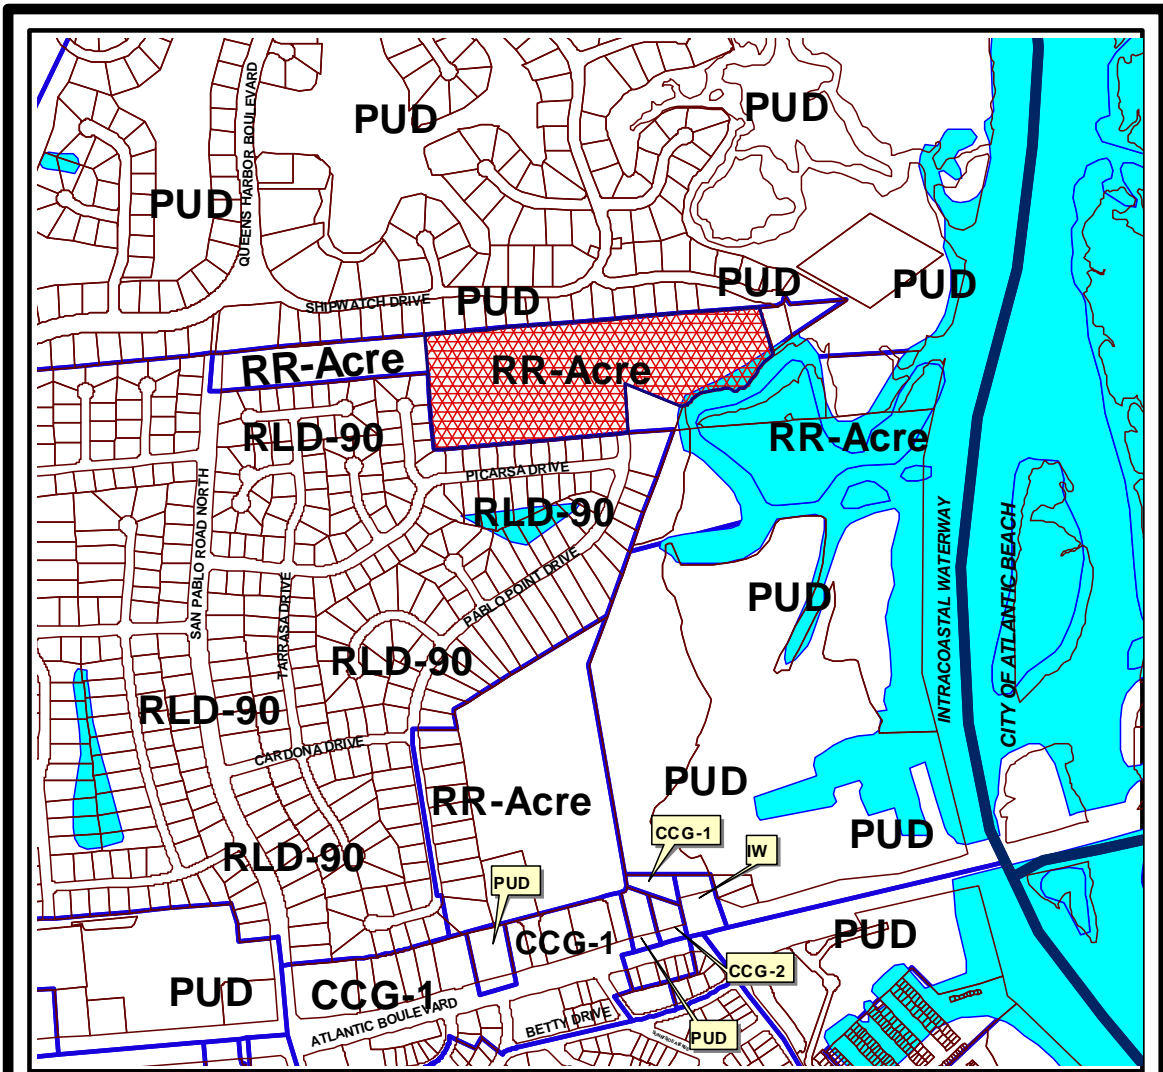 PUD
PUD
PUD
QUEENS HARBOR BOULEVARD
PUD
PUD
PUD
SHIPWATCH DRIVE
RR-Acre
RR-Acre
RLD-90
RR-Acre
PICARSA DRIVE
RLD-90
SAN PABLO ROAD NORTH
INTRACOASTAL WATERWAY
CITY OF ATLANTIC BEACH
TARRASA DRIVE
PABLO POINT DRIVE
PUD
RLD-90
RLD-90
CARDONA DRIVE
RR-Acre
PUD
CCG-1
IW
PUD
RLD-90
PUD
CCG-1
PUD
CCG-2
PUD
CCG-1
ATLANTIC BOULEVARD
BETTY DRIVE
PUD